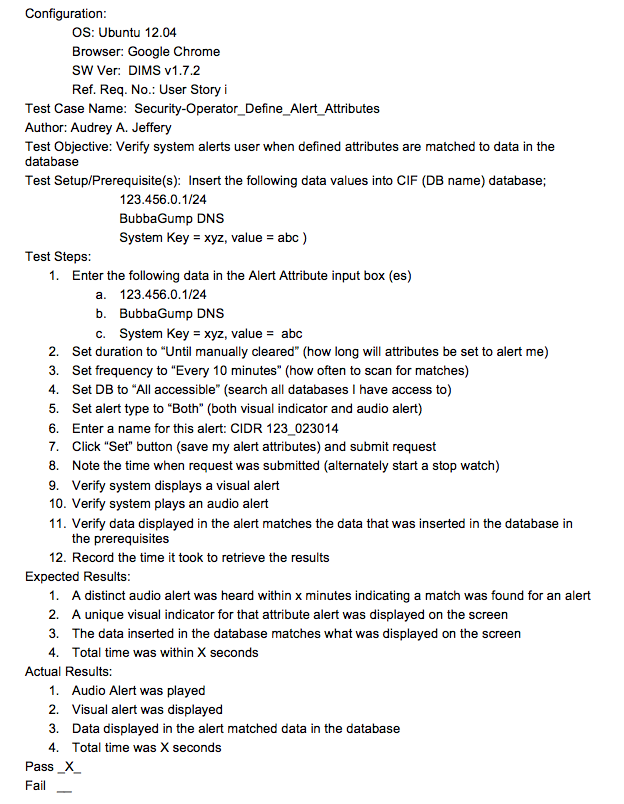 Configuration:
OS: Ubuntu 12.04
Browser: Google Chrome
SW Ver:  DIMS v1.7.2
Ref. Req. No.: User Story i
Test Case Name:  Security-Operator_Define_Alert_Attributes
Author: Audrey A. Jeffery
Test Objective: Verify system alerts user when defined attributes are matched to data in the
database
Test Setup/Prerequisite(s):  Insert the following data values into CIF (DB name) database;
123.456.0.1/24
BubbaGump DNS
System Key = xyz, value = abc )
Test Steps:
1. Enter the following data in the Alert Attribute input box (es)
a. 123.456.0.1/24
b. BubbaGump DNS
c. System Key = xyz, value =  abc
2. Set duration to “Until manually cleared” (how long will attributes be set to alert me)
3. Set frequency to “Every 10 minutes” (how often to scan for matches)
4. Set DB to “All accessible” (search all databases I have access to)
5. Set alert type to “Both” (both visual indicator and audio alert)
6. Enter a name for this alert: CIDR 123_023014
7. Click “Set” button (save my alert attributes) and submit request
8. Note the time when request was submitted (alternately start a stop watch)
9. Verify system displays a visual alert
10. Verify system plays an audio alert
11. Verify data displayed in the alert matches the data that was inserted in the database in
the prerequisites
12. Record the time it took to retrieve the results
Expected Results:
1. A distinct audio alert was heard within x minutes indicating a match was found for an alert
2. A unique visual indicator for that attribute alert was displayed on the screen
3. The data inserted in the database matches what was displayed on the screen
4. Total time was within X seconds
Actual Results:
1. Audio Alert was played
2. Visual alert was displayed
3. Data displayed in the alert matched data in the database
4. Total time was X seconds
Pass _X_
Fail __